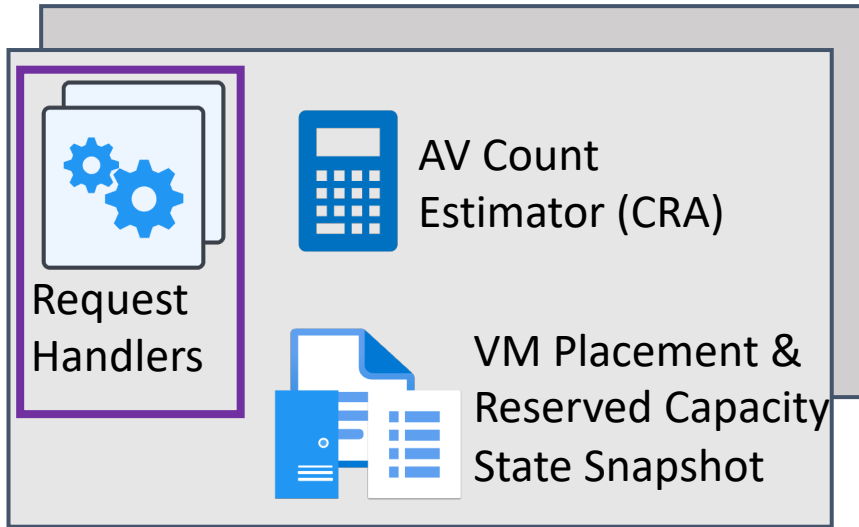 Request
Handlers
AV Count
Estimator (CRA)
VM Placement &
Reserved Capacity
State Snapshot